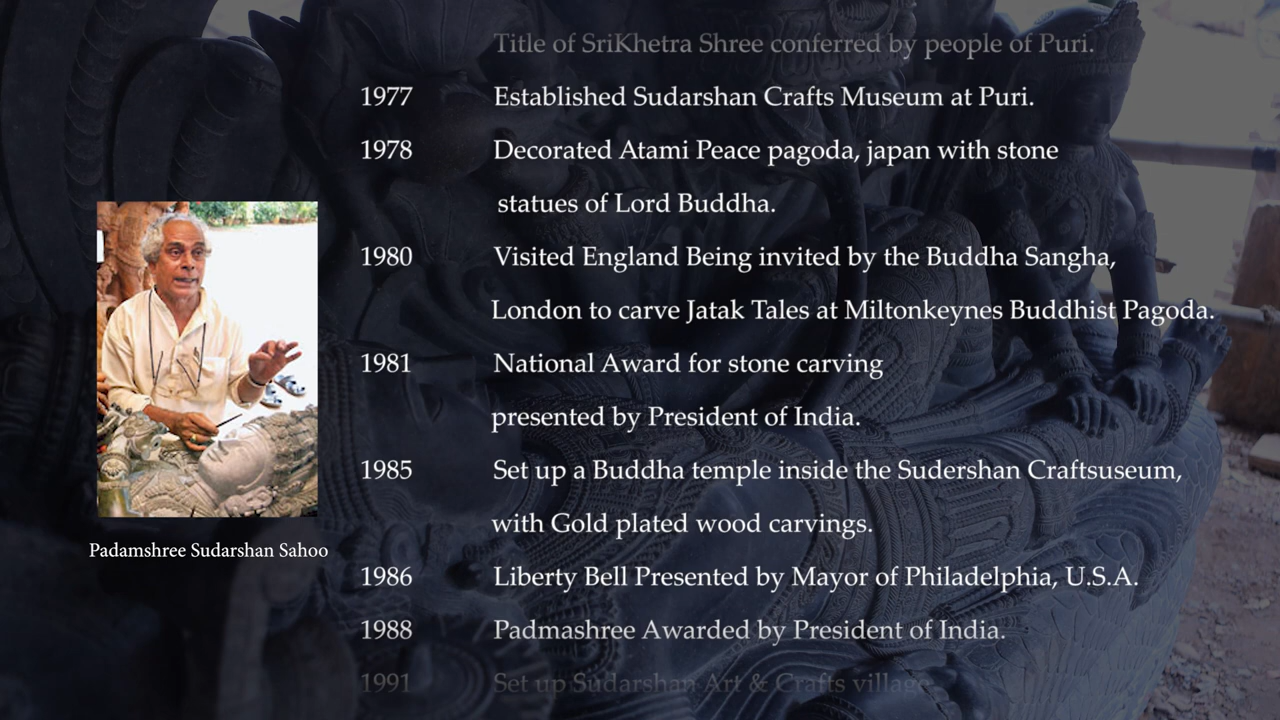 Title of SriKhetra Shree conferred by people of Puri.
1977 Established Sudarshan Crafts Museum at Puri.
1978 Decorated Atami Peace pagoda, japan with stone
statues of Lord Buddha.
1980 Visited England Being invited by the Buddha Sangha,
London to carve Jatak Tales at Miltonkeynes Buddhist Pagoda.
1981 National Award for stone carving
presented by President of India.
1985 Set up a Buddha temple inside the Sudershan Craftsuseum,
with Gold plated wood carvings.
1986 Liberty Bell Presented by Mayor of Philadelphia, U.S.A.
1988 Padmashree Awarded by President of India.
1991 Set up Sudarshan Art & Crafts village
Padamshree Sudarshan Sahoo